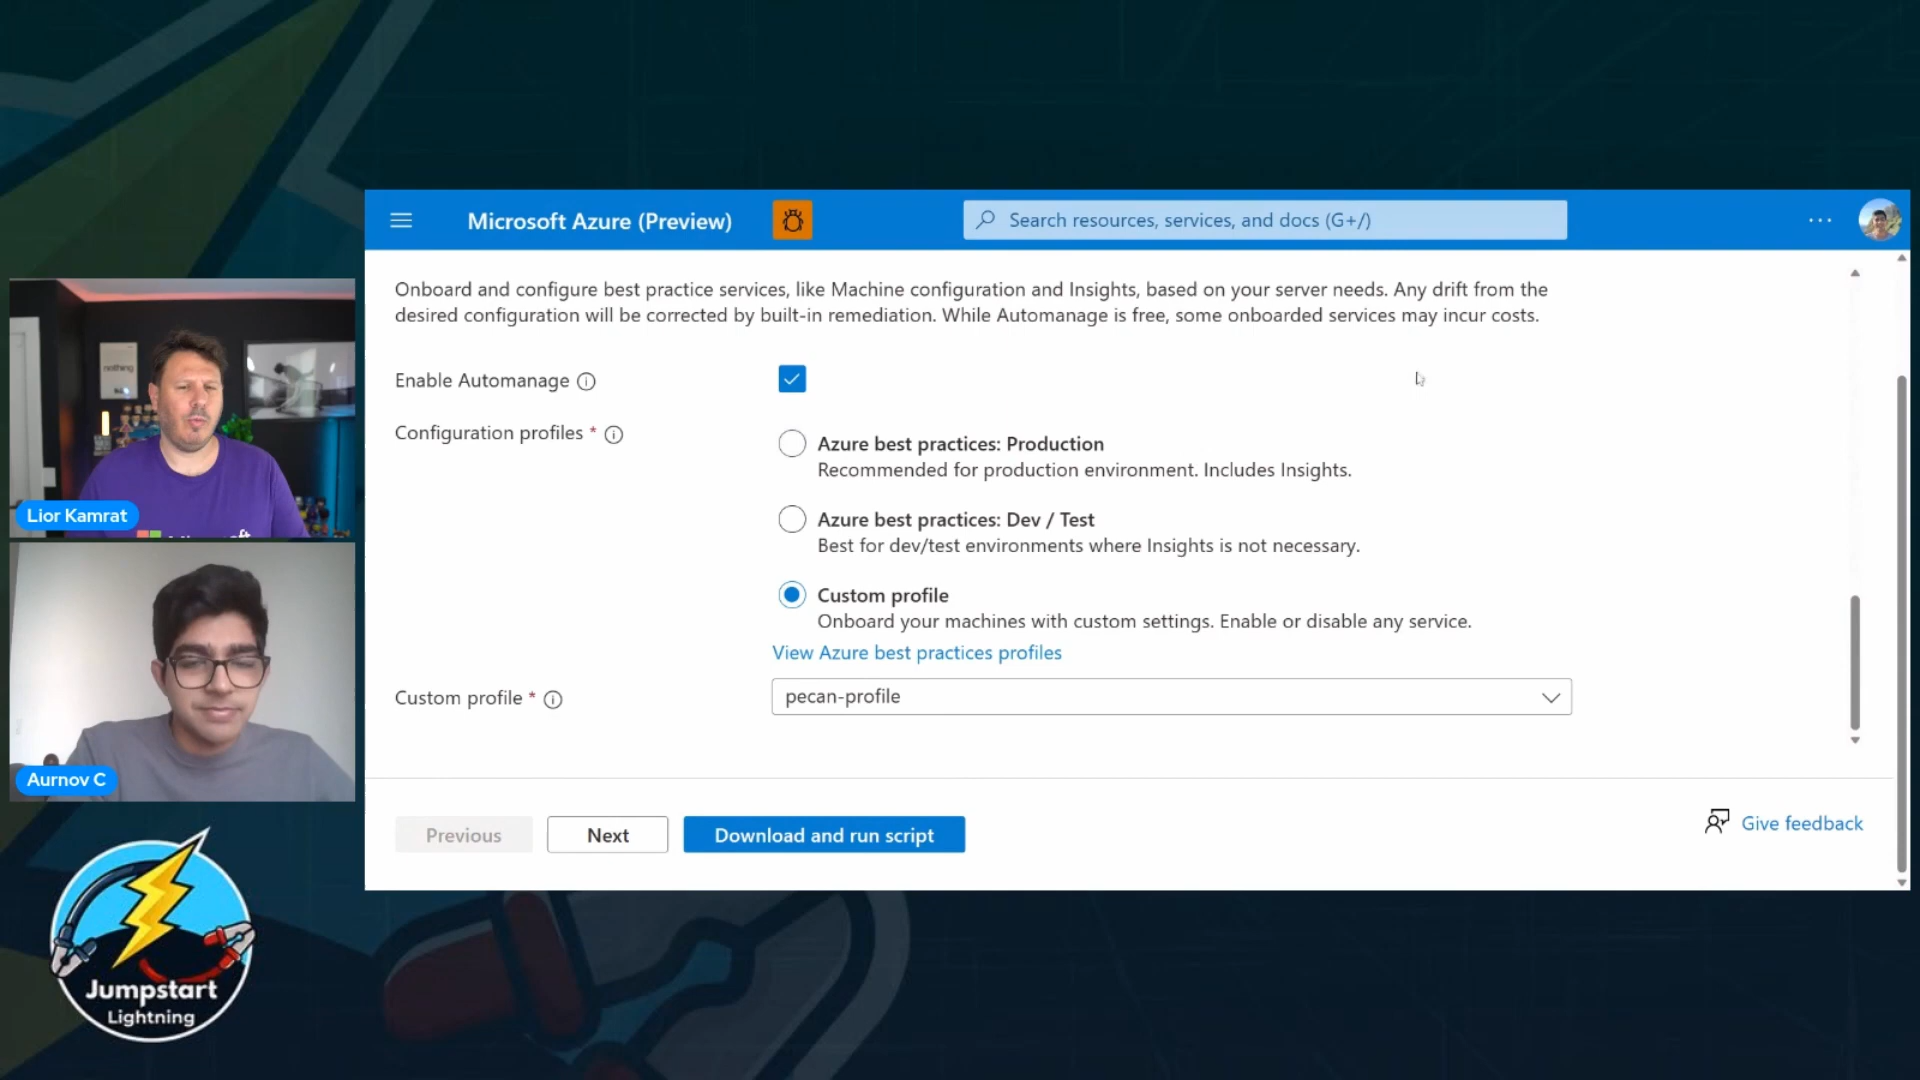 Microsoft Azure (Preview)
Search resources, services, and docs (G+/)
Onboard and configure best practice services, like Machine configuration and Insights, based on your server needs. Any drift from the
desired configuration will be corrected by built-in remediation. While Automanage is free, some onboarded services may incur costs.
Enable Automanage
Configuration profiles *
Azure best practices: Production
Recommended for production environment. Includes Insights.
Azure best practices: Dev / Test
Best for dev/test environments where Insights is not necessary.
Custom profile
Onboard your machines with custom settings. Enable or disable any service.
View Azure best practices profiles
Custom profile *
pecan-profile
Previous
Next
Download and run script
Give feedback
nothing
Lior Kamrat
Aurnov C
Jumpstart
Lightning